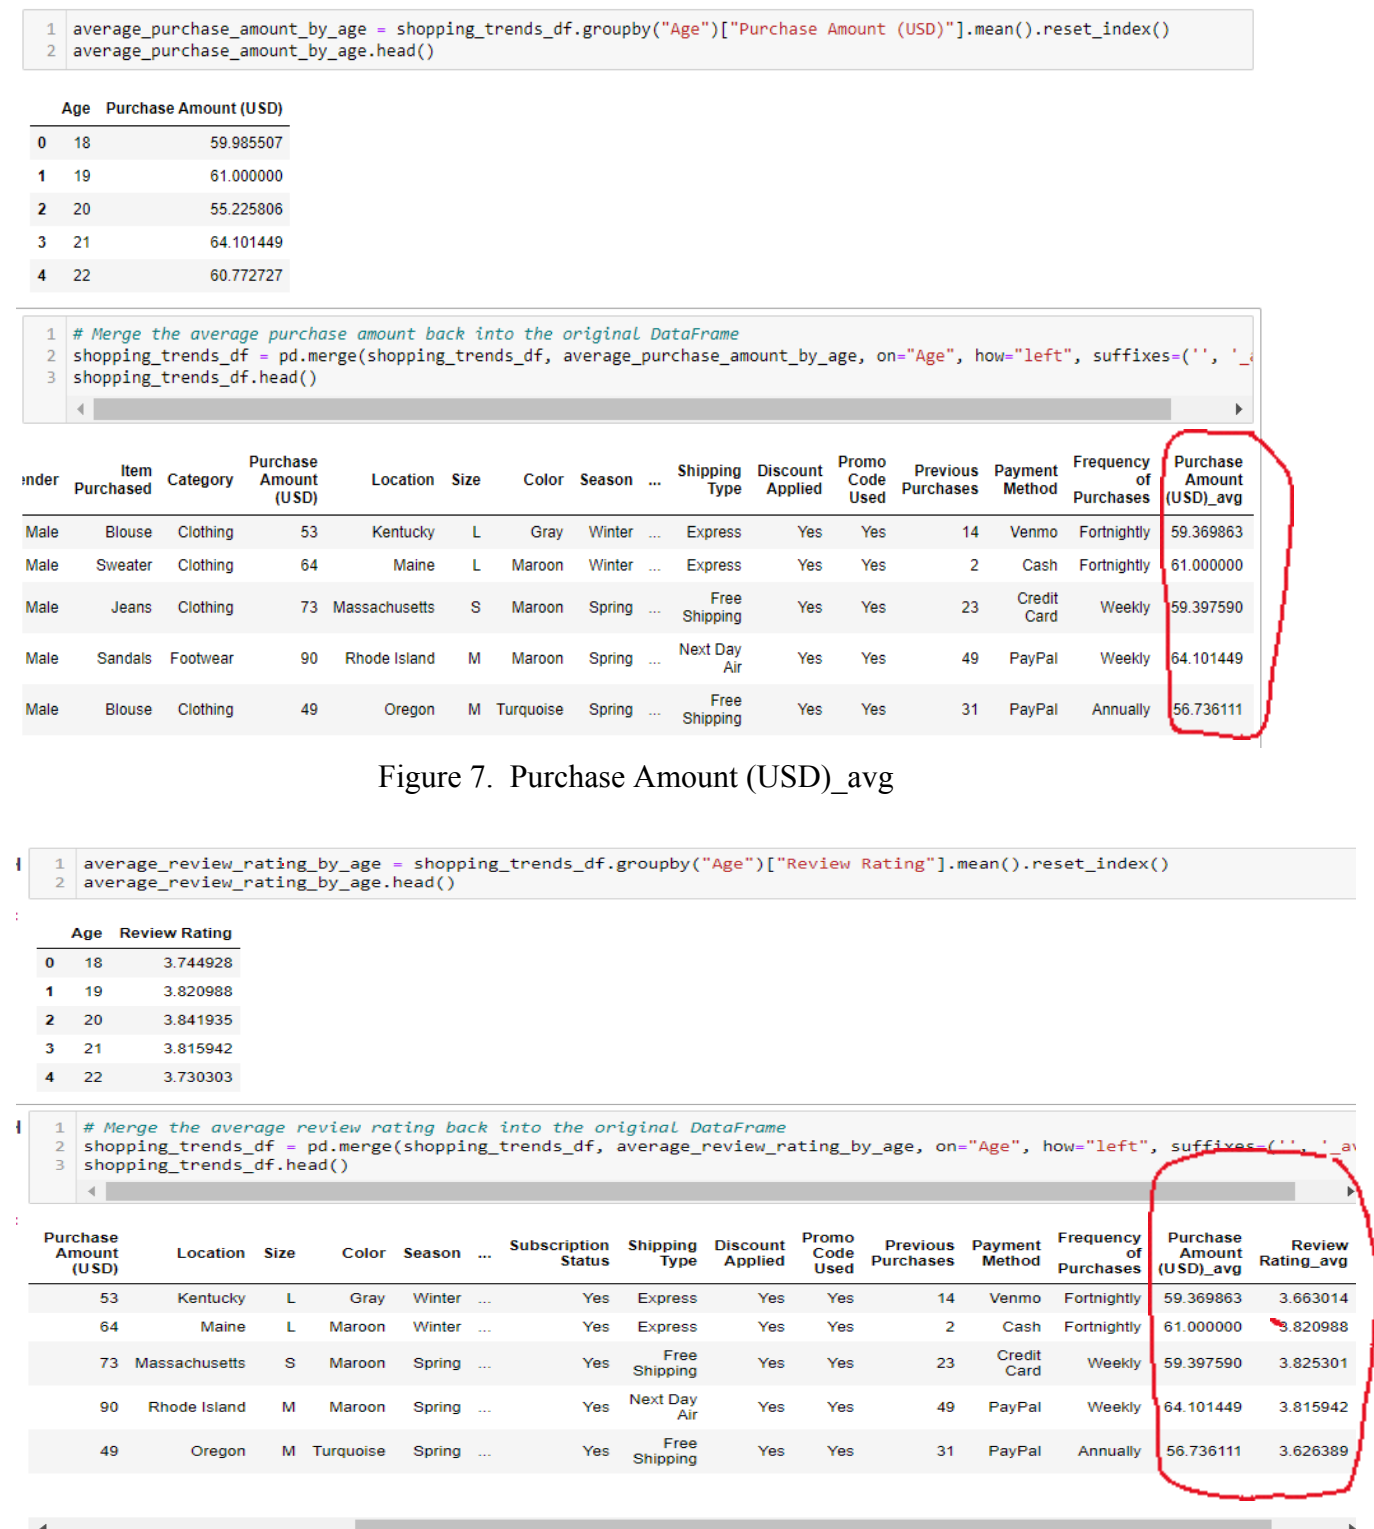 1 average_purchase_amount_by_age = shopping_trends_df.groupby("Age")["Purchase Amount (USD)"].mean().reset_index()
2 average_purchase_amount_by_age.head()
Age Purchase Amount (USD)
0 18 59.985507
1 19 61.000000
2 20 55.225806
3 21 64.101449
4 22 60.772727
1 # Merge the average purchase amount back into the original DataFrame
2 shopping_trends_df = pd.merge(shopping_trends_df, average_purchase_amount_by_age, on="Age", how="left", suffixes=('', '_a
3 shopping_trends_df.head()
ender Item Purchased Category Purchase Amount (USD) Location Size Color Season ... Shipping Type Discount Applied Promo Code Used Previous Purchases Payment Method Frequency of Purchases Purchase Amount (USD)_avg
Male Blouse Clothing 53 Kentucky L Gray Winter ... Express Yes Yes 14 Venmo Fortnightly 59.369863
Male Sweater Clothing 64 Maine L Maroon Winter ... Express Yes Yes 2 Cash Fortnightly 61.000000
Male Jeans Clothing 73 Massachusetts S Maroon Spring ... Free Shipping Yes Yes 23 Credit Card Weekly 59.397590
Male Sandals Footwear 90 Rhode Island M Maroon Spring ... Next Day Air Yes Yes 49 PayPal Weekly 64.101449
Male Blouse Clothing 49 Oregon M Turquoise Spring ... Free Shipping Yes Yes 31 PayPal Annually 56.736111
Figure 7. Purchase Amount (USD)_avg
1 average_review_rating_by_age = shopping_trends_df.groupby("Age")["Review Rating"].mean().reset_index()
2 average_review_rating_by_age.head()
Age Review Rating
0 18 3.744928
1 19 3.820988
2 20 3.841935
3 21 3.815942
4 22 3.730303
1 # Merge the average review rating back into the original DataFrame
2 shopping_trends_df = pd.merge(shopping_trends_df, average_review_rating_by_age, on="Age", how="left", suffixes=('', '_av
3 shopping_trends_df.head()
Purchase Amount (USD) Location Size Color Season ... Subscription Status Shipping Type Discount Applied Promo Code Used Previous Purchases Payment Method Frequency of Purchases Purchase Amount (USD)_avg Review Rating_avg
53 Kentucky L Gray Winter ... Yes Express Yes Yes 14 Venmo Fortnightly 59.369863 3.663014
64 Maine L Maroon Winter ... Yes Express Yes Yes 2 Cash Fortnightly 61.000000 3.820988
73 Massachusetts S Maroon Spring ... Yes Free Shipping Yes Yes 23 Credit Card Weekly 59.397590 3.825301
90 Rhode Island M Maroon Spring ... Yes Next Day Air Yes Yes 49 PayPal Weekly 64.101449 3.815942
49 Oregon M Turquoise Spring ... Yes Free Shipping Yes Yes 31 PayPal Annually 56.736111 3.626389